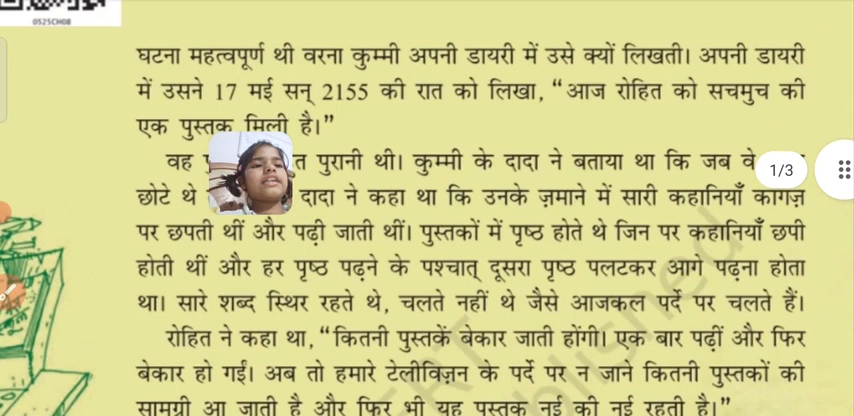 0525CH08
घटना महत्वपूर्ण थी वरना कुम्मी अपनी डायरी में उसे क्यों लिखती। अपनी डायरी
में उसने 17 मई सन् 2155 की रात को लिखा, “आज रोहित को सचमुच की
एक पुस्तक मिली है।”
वह त पुरानी थी। कुम्मी के दादा ने बताया था कि जब वे
1/3
छोटे थे दादा ने कहा था कि उनके ज़माने में सारी कहानियाँ कागज़
पर छपती थीं और पढ़ी जाती थीं। पुस्तकों में पृष्ठ होते थे जिन पर कहानियाँ छपी
होती थीं और हर पृष्ठ पढ़ने के पश्चात् दूसरा पृष्ठ पलटकर आगे पढ़ना होता
था। सारे शब्द स्थिर रहते थे, चलते नहीं थे जैसे आजकल पर्दे पर चलते हैं।
रोहित ने कहा था, “कितनी पुस्तकें बेकार जाती होंगी। एक बार पढ़ीं और फिर
बेकार हो गईं। अब तो हमारे टेलीविज़न के पर्दे पर न जाने कितनी पुस्तकों की
सामग्री आ जाती है और फिर भी यह पुस्तक नई की नई रहती है।”